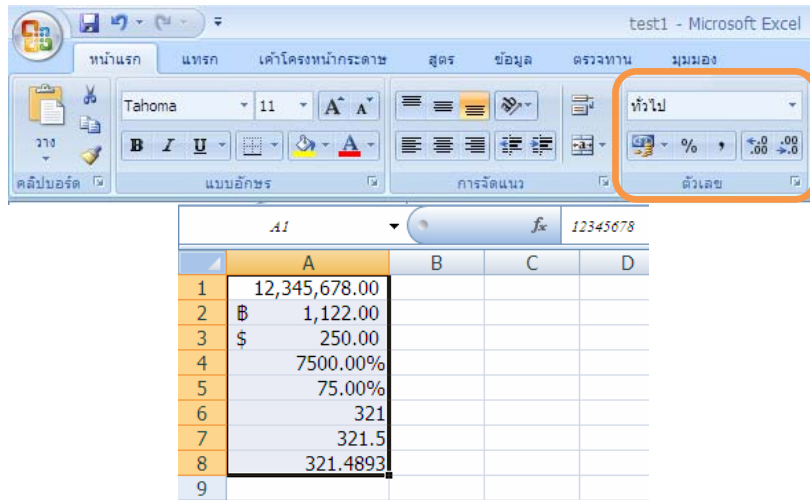 test1 - Microsoft Excel
หน้าแรก แทรก เค้าโครงหน้ากระดาษ สูตร ข้อมูล ตรวจทาน มุมมอง
วาง Tahoma 11 A A ทั่วไป
B I U A a % , .0 .00 .00 .0
คลิปบอร์ด แบบอักษร การจัดแนว ตัวเลข
A1 fx 12345678
A B C D
1 12,345,678.00
2 ฿ 1,122.00
3 $ 250.00
4 7500.00%
5 75.00%
6 321
7 321.5
8 321.4893
9